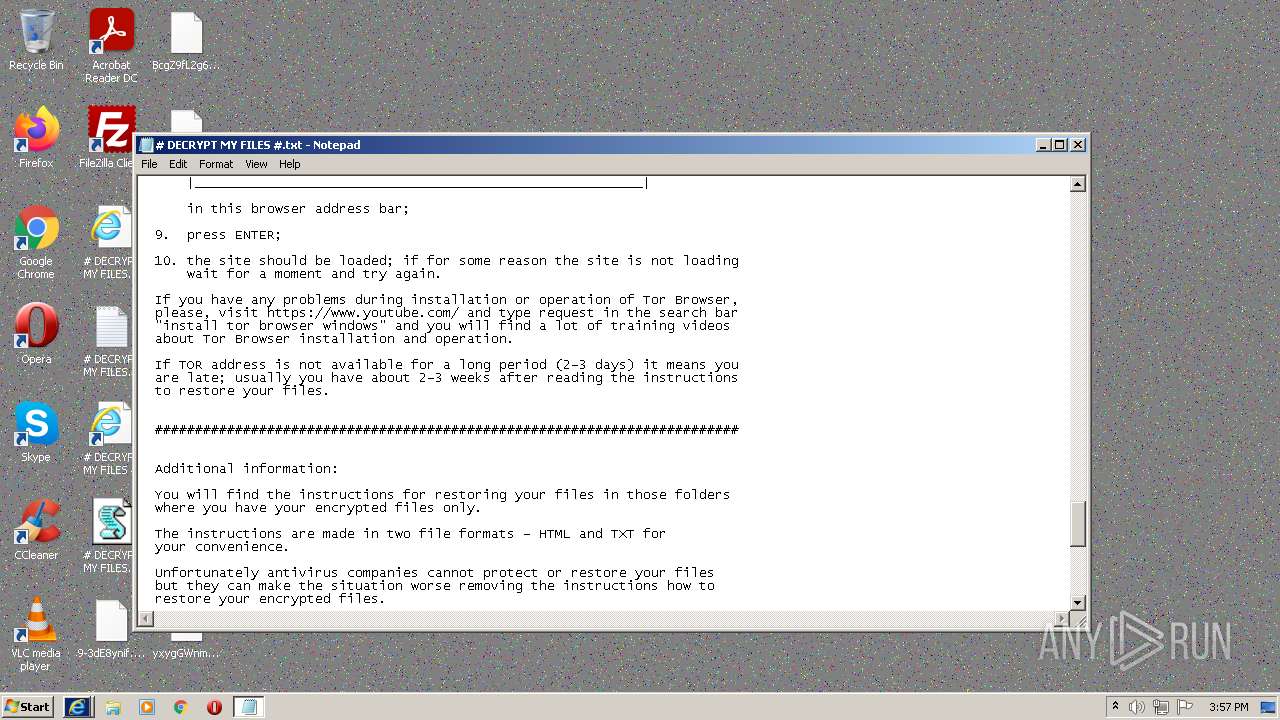 Recycle Bin
Acrobat
Reader DC
BcgZ9fL2g6...
Firefox
FileZilla Clie
Google
Chrome
# DECRYP
MY FILES.
Opera
# DECRYP
MY FILES.
Skype
# DECRYP
MY FILES
CCleaner
# DECRYP
MY FILES.
VLC media
player
9-3dE8ynif....
yxygGWnm...
# DECRYPT MY FILES #.txt - Notepad
File Edit Format View Help
|________________________________________________________|
in this browser address bar;
9. press ENTER;
10. the site should be loaded; if for some reason the site is not loading
wait for a moment and try again.
If you have any problems during installation or operation of Tor Browser,
please, visit https://www.youtube.com/ and type request in the search bar
"install tor browser windows" and you will find a lot of training videos
about Tor Browser installation and operation.
If TOR address is not available for a long period (2-3 days) it means you
are late; usually you have about 2-3 weeks after reading the instructions
to restore your files.
#########################################################################
Additional information:
You will find the instructions for restoring your files in those folders
where you have your encrypted files only.
The instructions are made in two file formats - HTML and TXT for
your convenience.
Unfortunately antivirus companies cannot protect or restore your files
but they can make the situation worse removing the instructions how to
restore your encrypted files.
ANY RUN
Start
3:57 PM